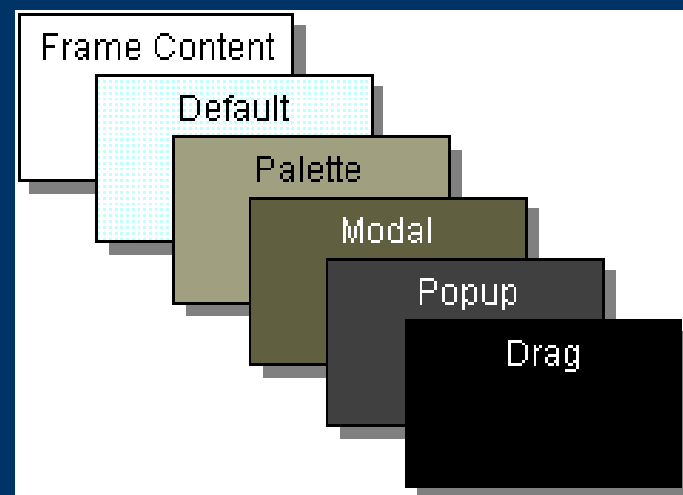 Frame Content
Default
Palette
Modal
Popup
Drag